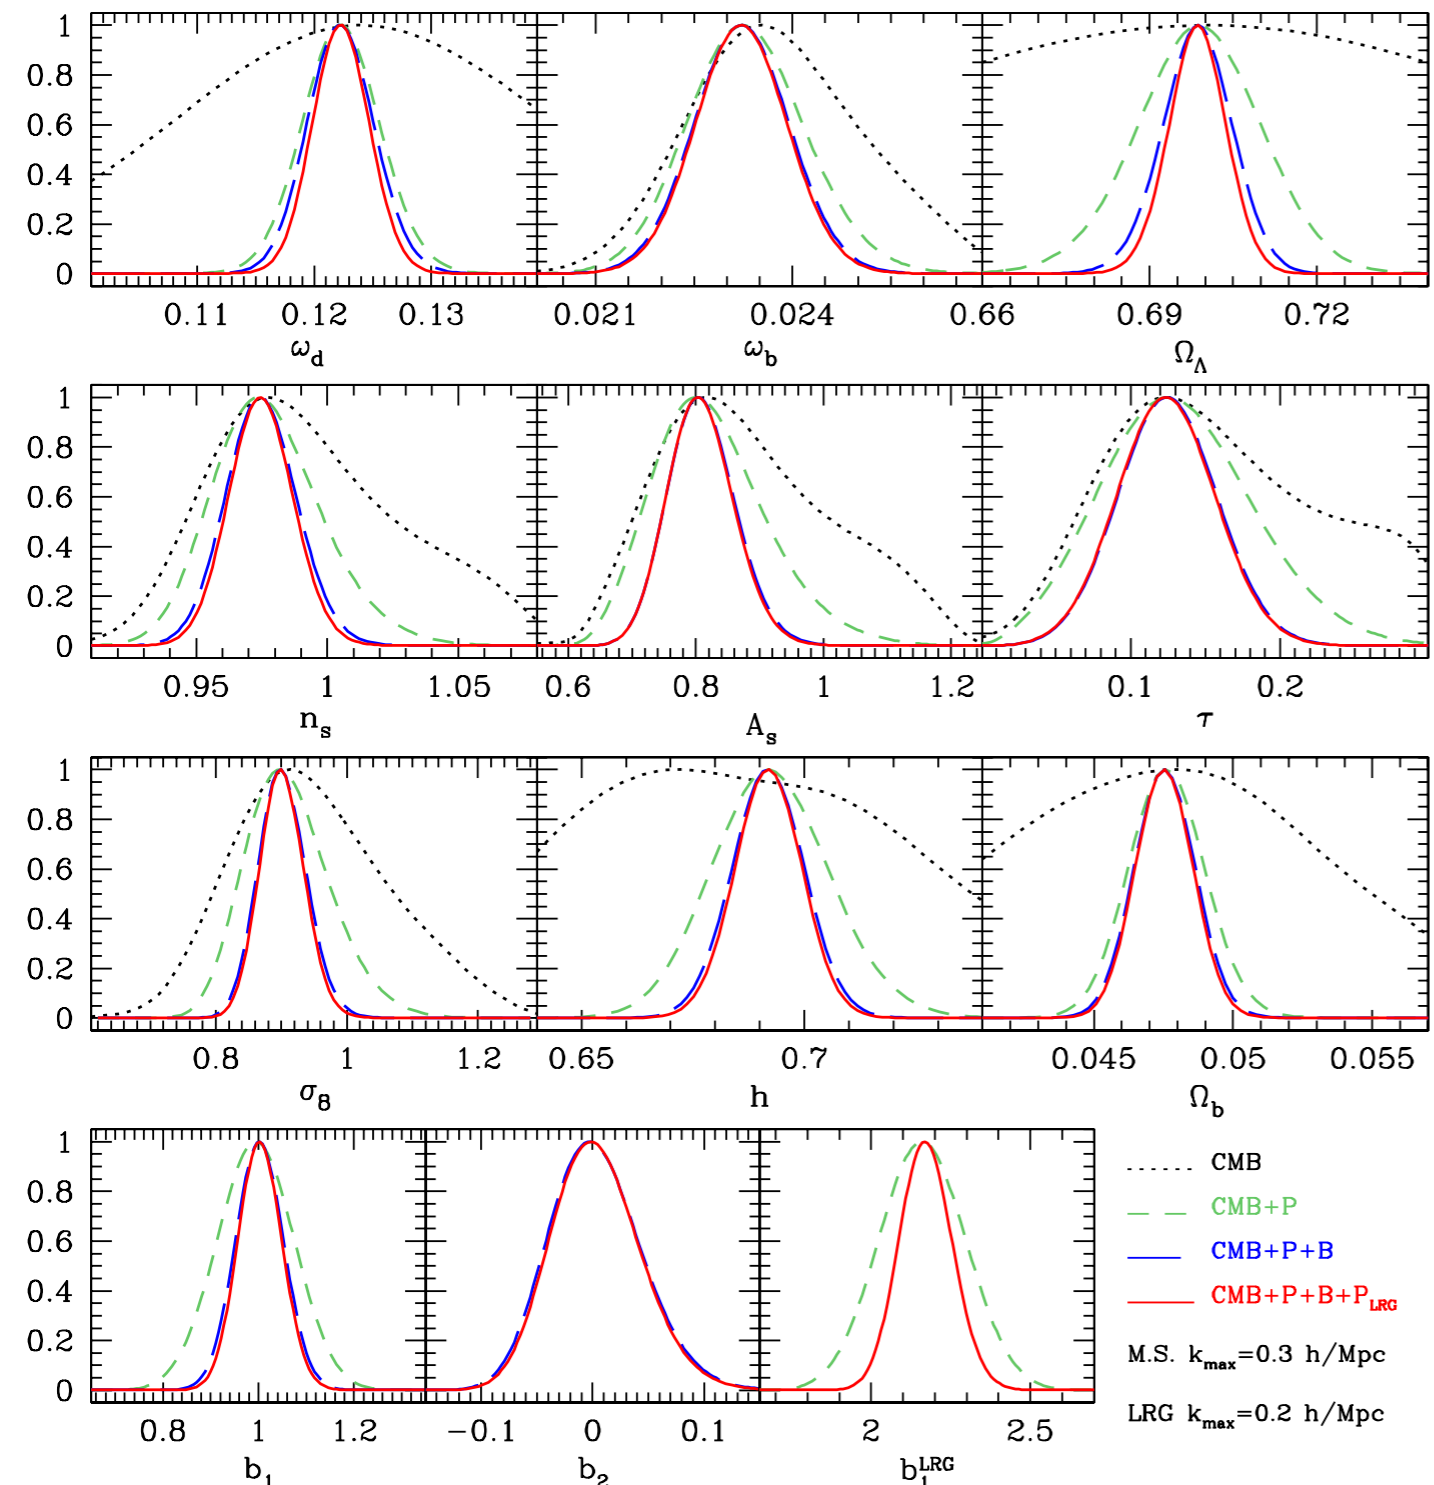 1
0.8
0.6
0.4
0.2
0
0.11 0.12 0.13 0.021 0.024 0.66 0.69 0.72
ω_d ω_b Ω_Λ
1
0.8
0.6
0.4
0.2
0
0.95 1 1.05 0.6 0.8 1 1.2 0.1 0.2
n_s A_s τ
1
0.8
0.6
0.4
0.2
0
0.8 1 1.2 0.65 0.7 0.045 0.05 0.055
σ_8 h Ω_b
1
0.8
0.6
0.4
0.2
0
0.8 1 1.2 −0.1 0 0.1 2 2.5
b_1 b_2 b_1^LRG
CMB
CMB+P
CMB+P+B
CMB+P+B+P_LRG
M.S. k_max=0.3 h/Mpc
LRG k_max=0.2 h/Mpc